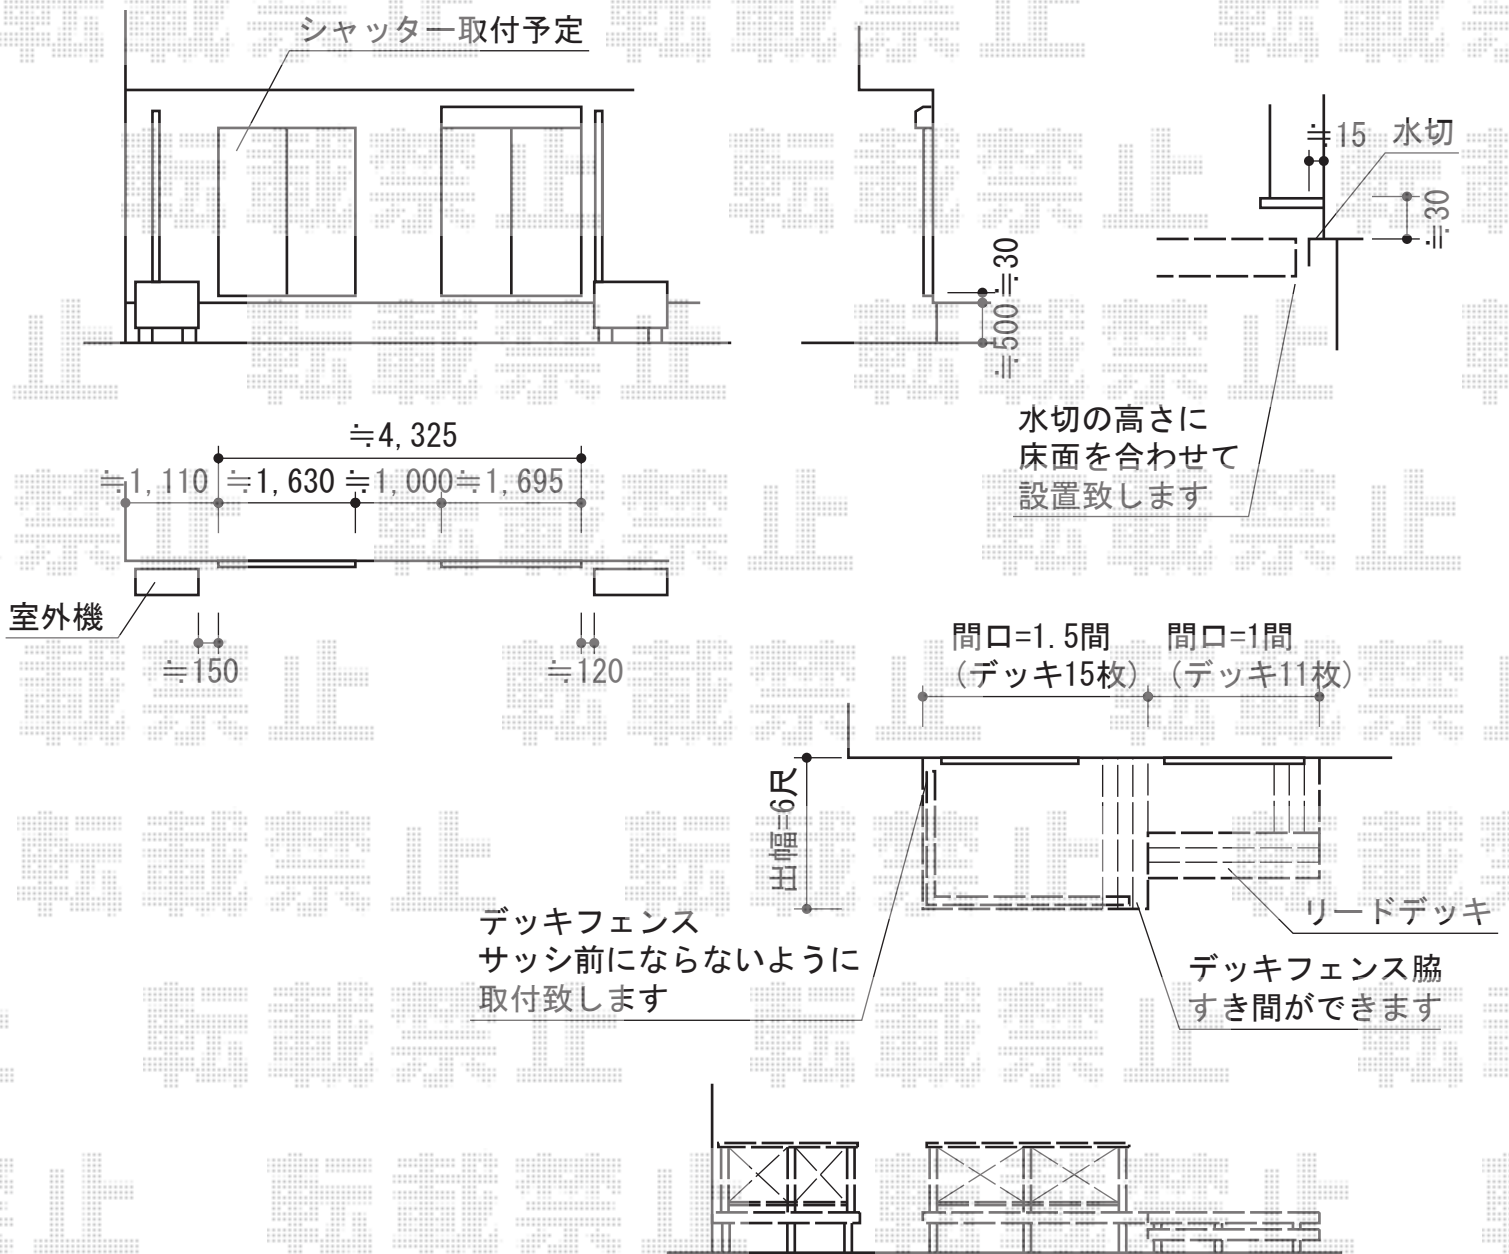 シャッター取付予定
≒15
水切
≒30
≒30
≒500
水切の高さに
床面を合わせて
設置致します
≒4,325
≒1,110 ≒1,630 ≒1,000 ≒1,695
室外機
≒150
≒120
間口=1.5間
(デッキ15枚)
間口=1間
(デッキ11枚)
出幅=6尺
デッキフェンス
サッシ前にならないように
取付致します
リードデッキ
デッキフェンス脇
すき間ができます
転載禁止